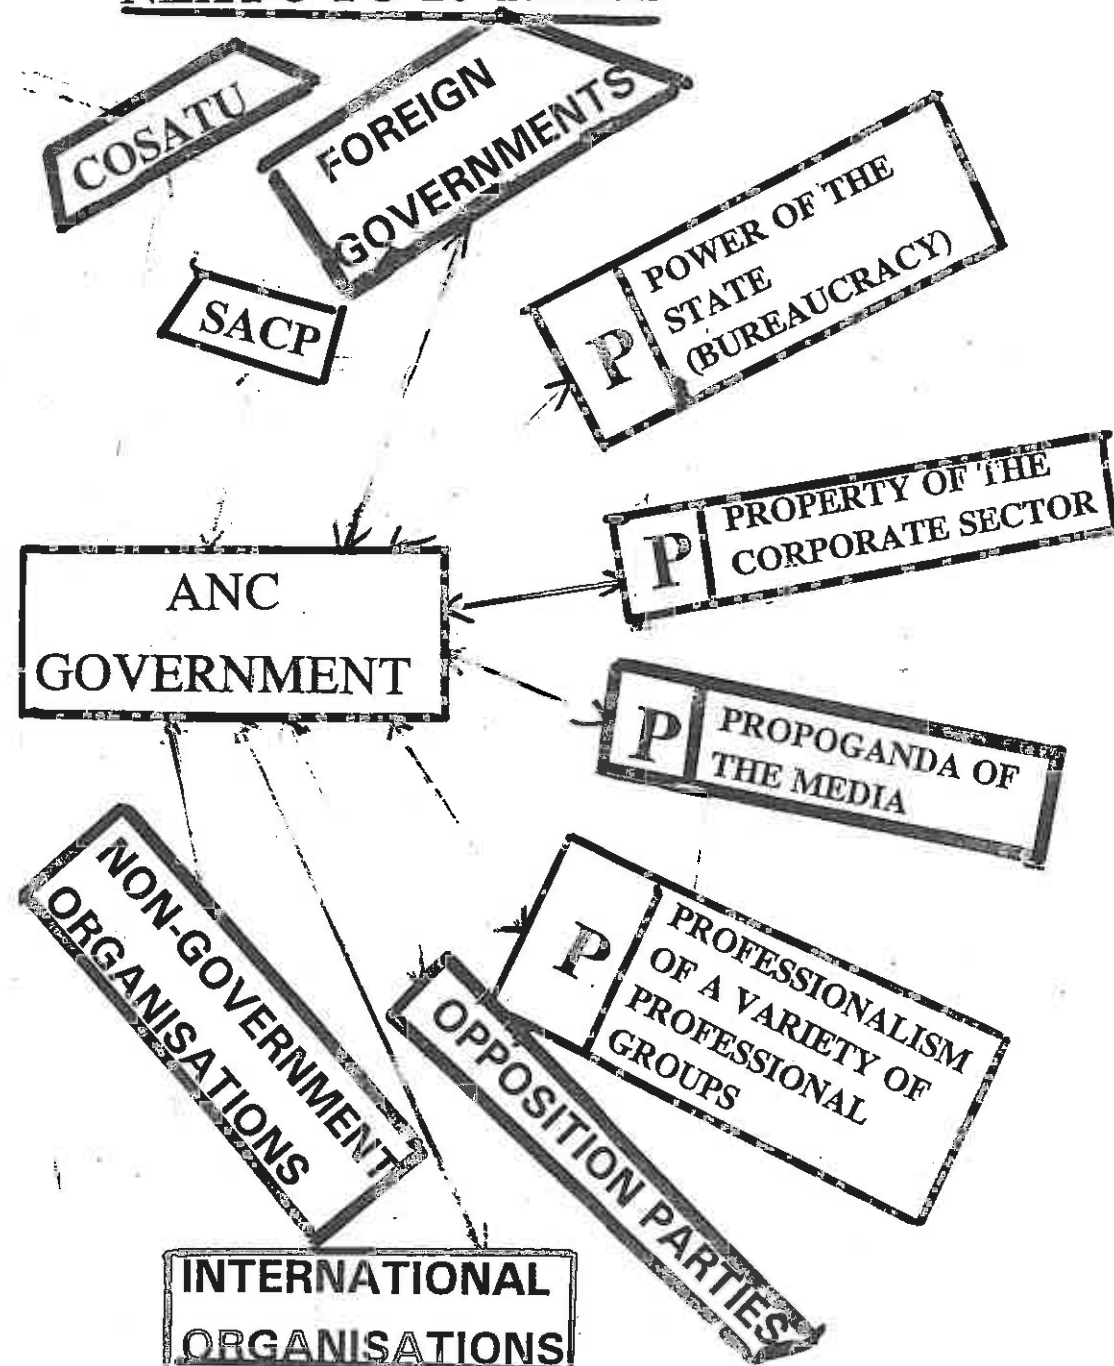 COSATU
FOREIGN
GOVERNMENTS
SACP
P
POWER OF THE
STATE
(BUREAUCRACY)
P
PROPERTY OF THE
CORPORATE SECTOR
ANC
GOVERNMENT
P
PROPOGANDA OF
THE MEDIA
P
PROFESSIONALISM
OF A VARIETY OF
PROFESSIONAL
GROUPS
NON-GOVERNMENT
ORGANISATIONS
OPPOSITION PARTIES
INTERNATIONAL
ORGANISATIONS